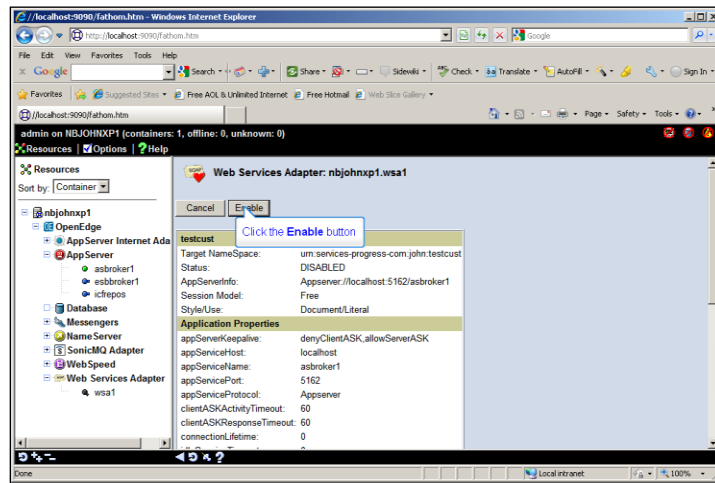 //localhost:9090/fathom.htm - Windows Internet Explorer
http://localhost:9090/fathom.htm
Google
File Edit View Favorites Tools Help
Google Search Share Sidewiki Check Translate AutoFill Sign In
Favorites Suggested Sites Free AOL & Unlimited Internet Free Hotmail Web Slice Gallery
//localhost:9090/fathom.htm Page Safety Tools
admin on NBJOHNXP1 (containers: 1, offline: 0, unknown: 0)
Resources | Options | ? Help
Resources
Sort by: Container
nbjohnxp1
OpenEdge
AppServer Internet Ada
AppServer
asbroker1
esbbroker1
icfrepos
Database
Messengers
NameServer
SonicMQ Adapter
WebSpeed
Web Services Adapter
wsa1
Web Services Adapter: nbjohnxp1.wsa1
Cancel Enable
Click the Enable button
testcust
Target NameSpace: urn:services-progress-com:john:testcust
Status: DISABLED
AppServerInfo: Appserver://localhost:5162/asbroker1
Session Model: Free
Style/Use: Document/Literal
Application Properties
appServerKeepalive: denyClientASK,allowServerASK
appServiceHost: localhost
appServiceName: asbroker1
appServicePort: 5162
appServiceProtocol: Appserver
clientASKActivityTimeout: 60
clientASKResponseTimeout: 60
connectionLifetime: 0
Done Local intranet 100%